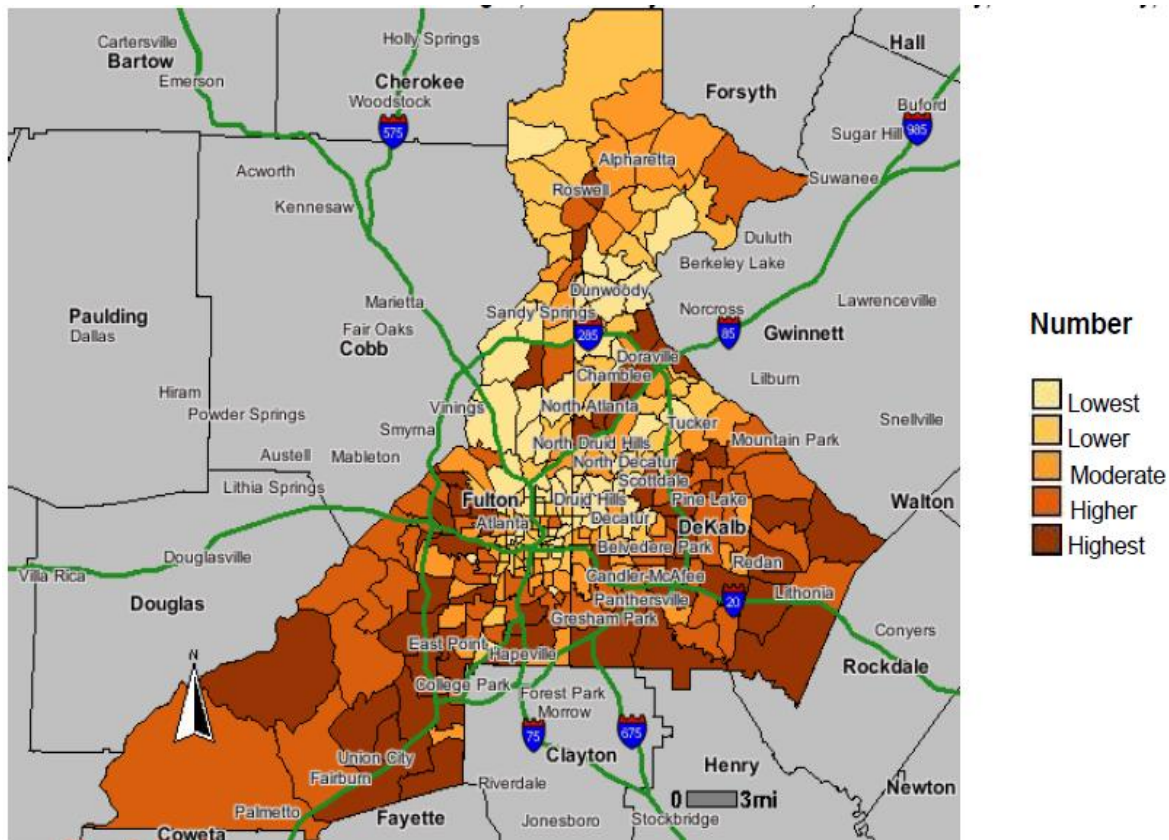 Cartersville
Bartow
Emerson
Holly Springs
Cherokee
Woodstock
575
Forsyth
Hall
Buford
Sugar Hill
985
Acworth
Kennesaw
Alpharetta
Roswell
Suwanee
Duluth
Berkeley Lake
Marietta
Fair Oaks
Cobb
Paulding
Dallas
Dunwoody
Sandy Springs
285
Norcross
85
Gwinnett
Lawrenceville
Doraville
Chamblee
Lilburn
Hiram
Powder Springs
Vinings
Smyrna
North Atlanta
Tucker
Snellville
Mountain Park
North Druid Hills
North Decatur
Scottdale
Austell
Mableton
Lithia Springs
Fulton
Druid Hills
Pine Lake
Walton
Atlanta
Decatur
DeKalb
Douglasville
Belvedere Park
Villa Rica
Candler-McAfee
Redan
Douglas
Panthersville
20
Lithonia
Gresham Park
Conyers
East Point
Hapeville
Rockdale
N
College Park
Forest Park
Morrow
75
675
Clayton
Union City
Fairburn
Riverdale
Henry
Newton
0 3mi
Palmetto
Fayette
Jonesboro
Stockbridge
Coweta
Number
Lowest
Lower
Moderate
Higher
Highest